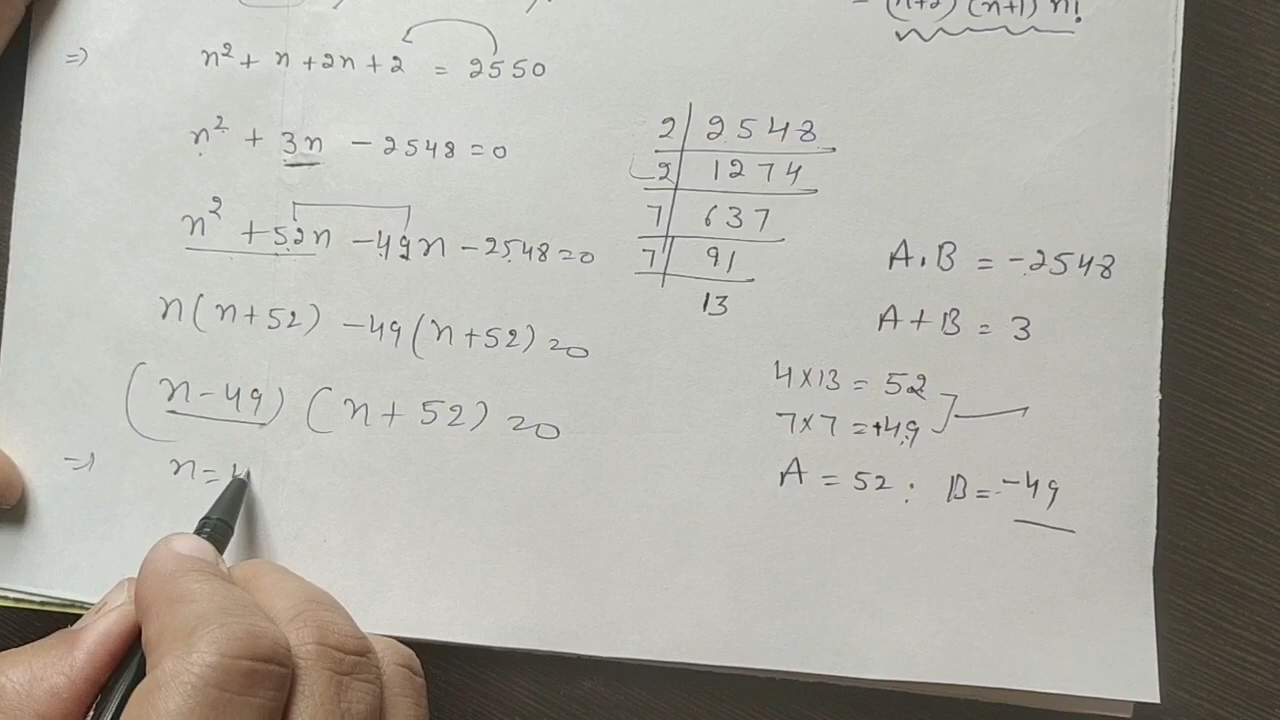 (n+2) (n+1) n!
=) n² + n + 2n + 2 = 2550
n² + 3n - 2548 = 0
n² + 52n - 49n - 2548 = 0
n(n+52) - 49(n+52) = 0
(n-49) (n+52) = 0
=) n = 4
2 | 2548
2 | 1274
7 | 637
7 | 91
13
A.B = -2548
A+B = 3
4×13 = 52
7×7 = +49
A = 52 : B = -49